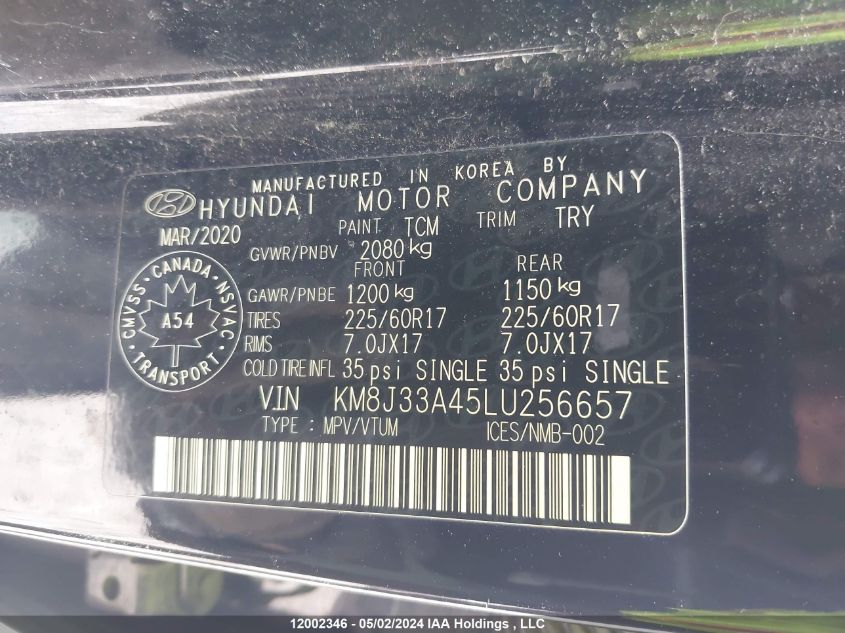 MANUFACTURED IN KOREA BY
HYUNDAI MOTOR COMPANY
MAR/2020 PAINT TCM TRIM TRY
GVWR/PNBV 2080 kg
FRONT REAR
GAWR/PNBE 1200 kg 1150 kg
TIRES 225/60R17 225/60R17
RIMS 7.0JX17 7.0JX17
COLD TIRE INFL 35 psi SINGLE 35 psi SINGLE
VIN KM8J33A45LU256657
TYPE : MPV/VTUM ICES/NMB-002
CMVSS · CANADA · NSVAC
A54
TRANSPORT
12002346 - 05/02/2024 IAA Holdings, LLC